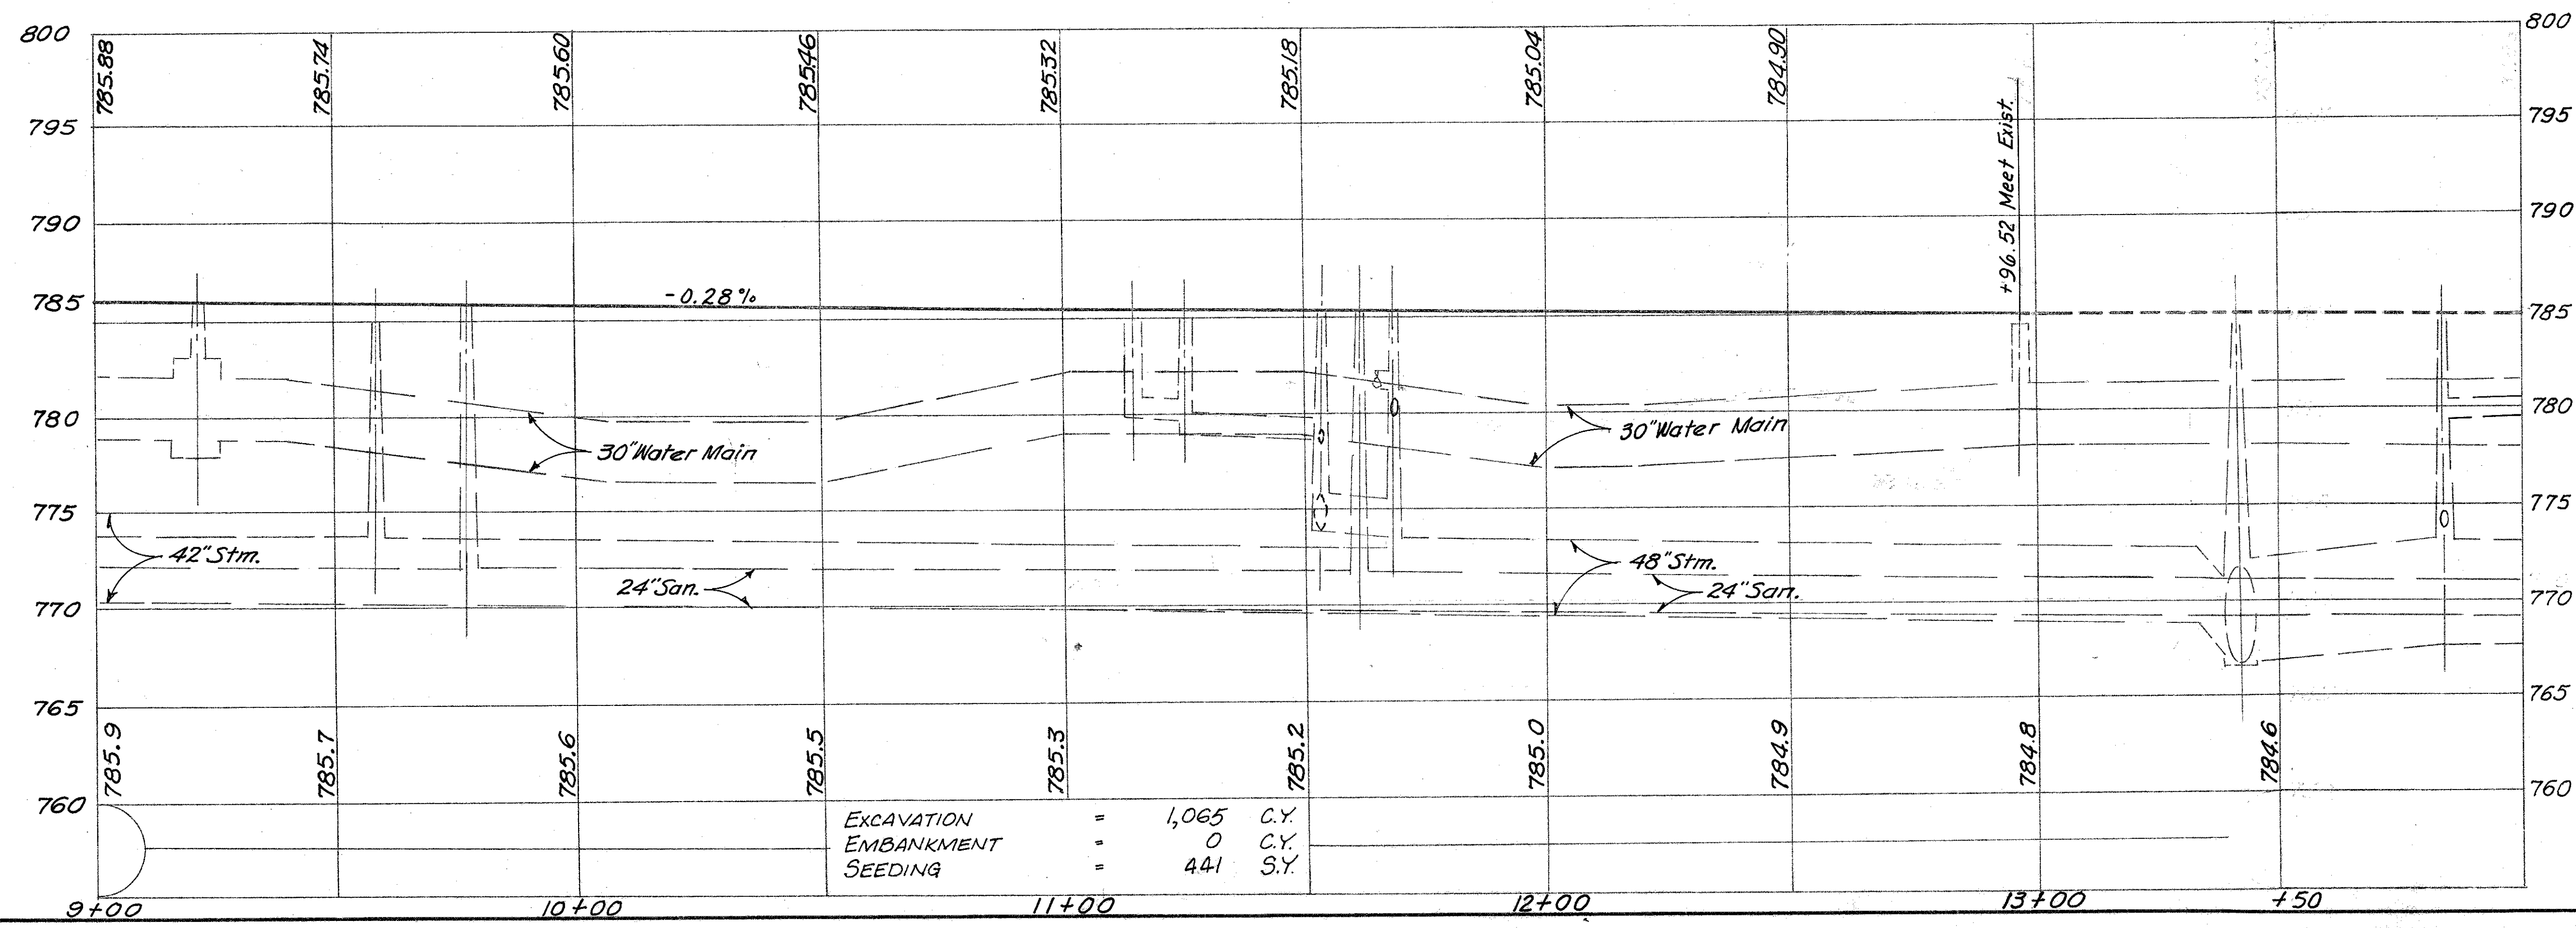 800 785.88 785.74 785.60 785.46 785.32 785.18 785.04 784.90 800
795 795
790 +96.52 Meet Exist. 790
785 -0.28% 785
780 780
30" Water Main 30" Water Main
775 775
42" Stm. 24" San. 48" Stm. 24" San.
770 770
765 765
785.9 785.7 785.6 785.5 785.3 785.2 785.0 784.9 784.8 784.6
760 760
EXCAVATION = 1,065 C.Y.
EMBANKMENT = 0 C.Y.
SEEDING = 441 S.Y.
9+00 10+00 11+00 12+00 13+00 +50